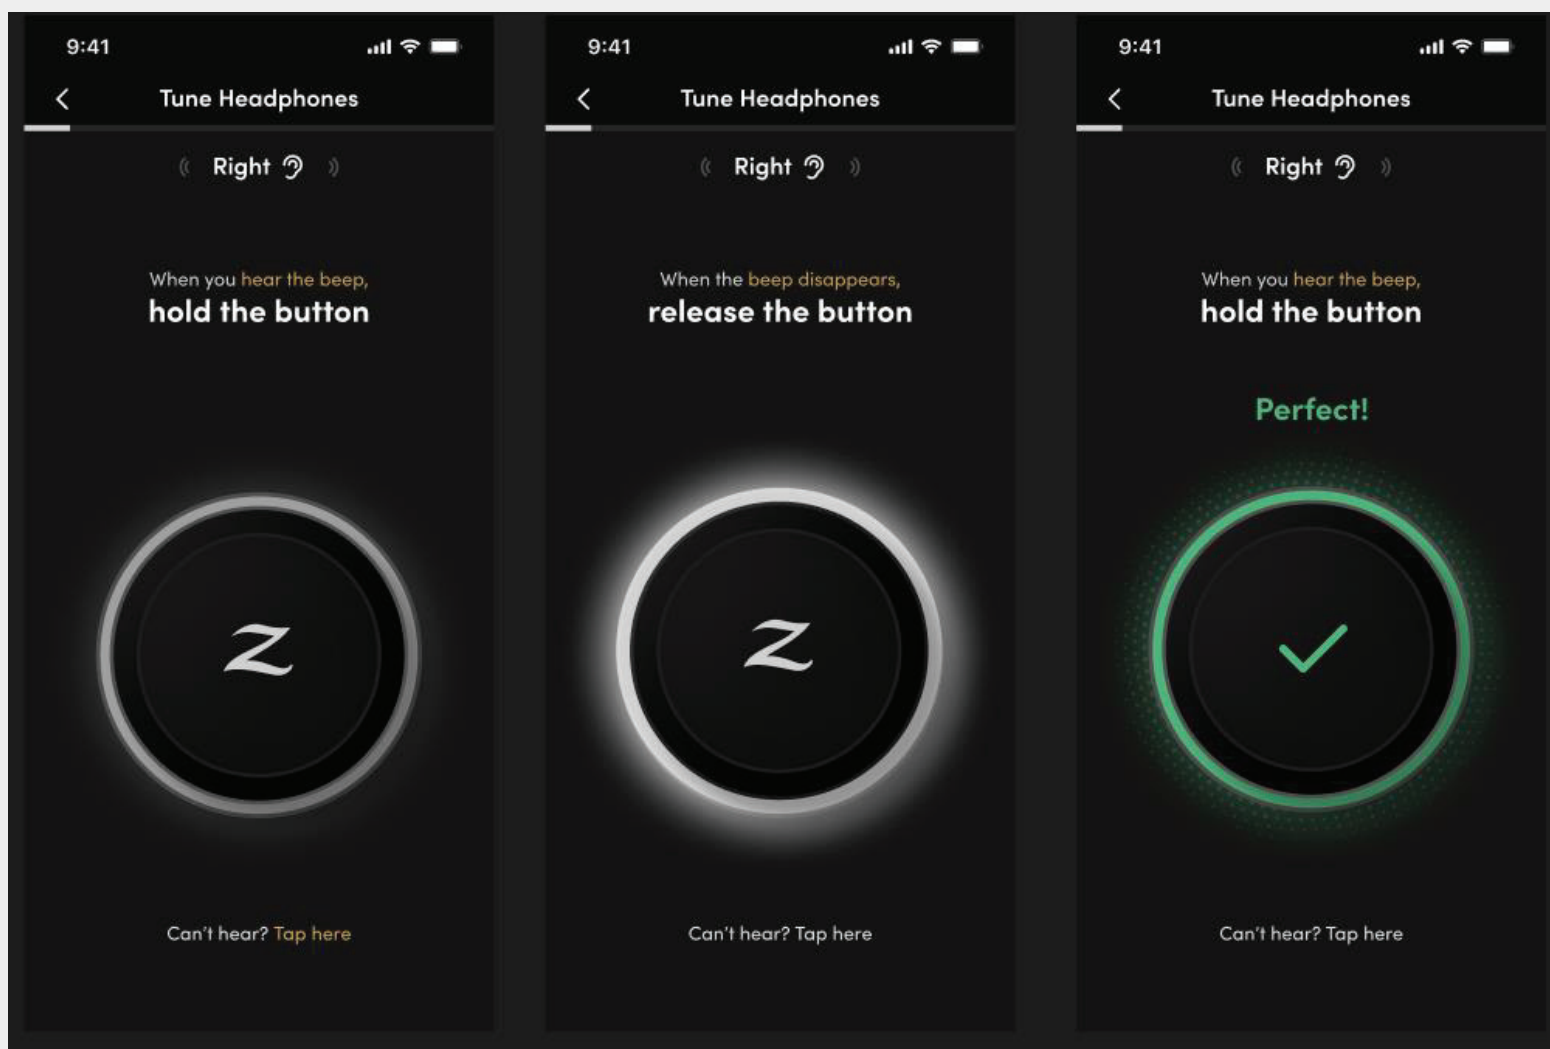 9:41
Tune Headphones
Right
When you hear the beep,
hold the button
Z
Can't hear? Tap here
9:41
Tune Headphones
Right
When the beep disappears,
release the button
Z
Can't hear? Tap here
9:41
Tune Headphones
Right
When you hear the beep,
hold the button
Perfect!
Can't hear? Tap here